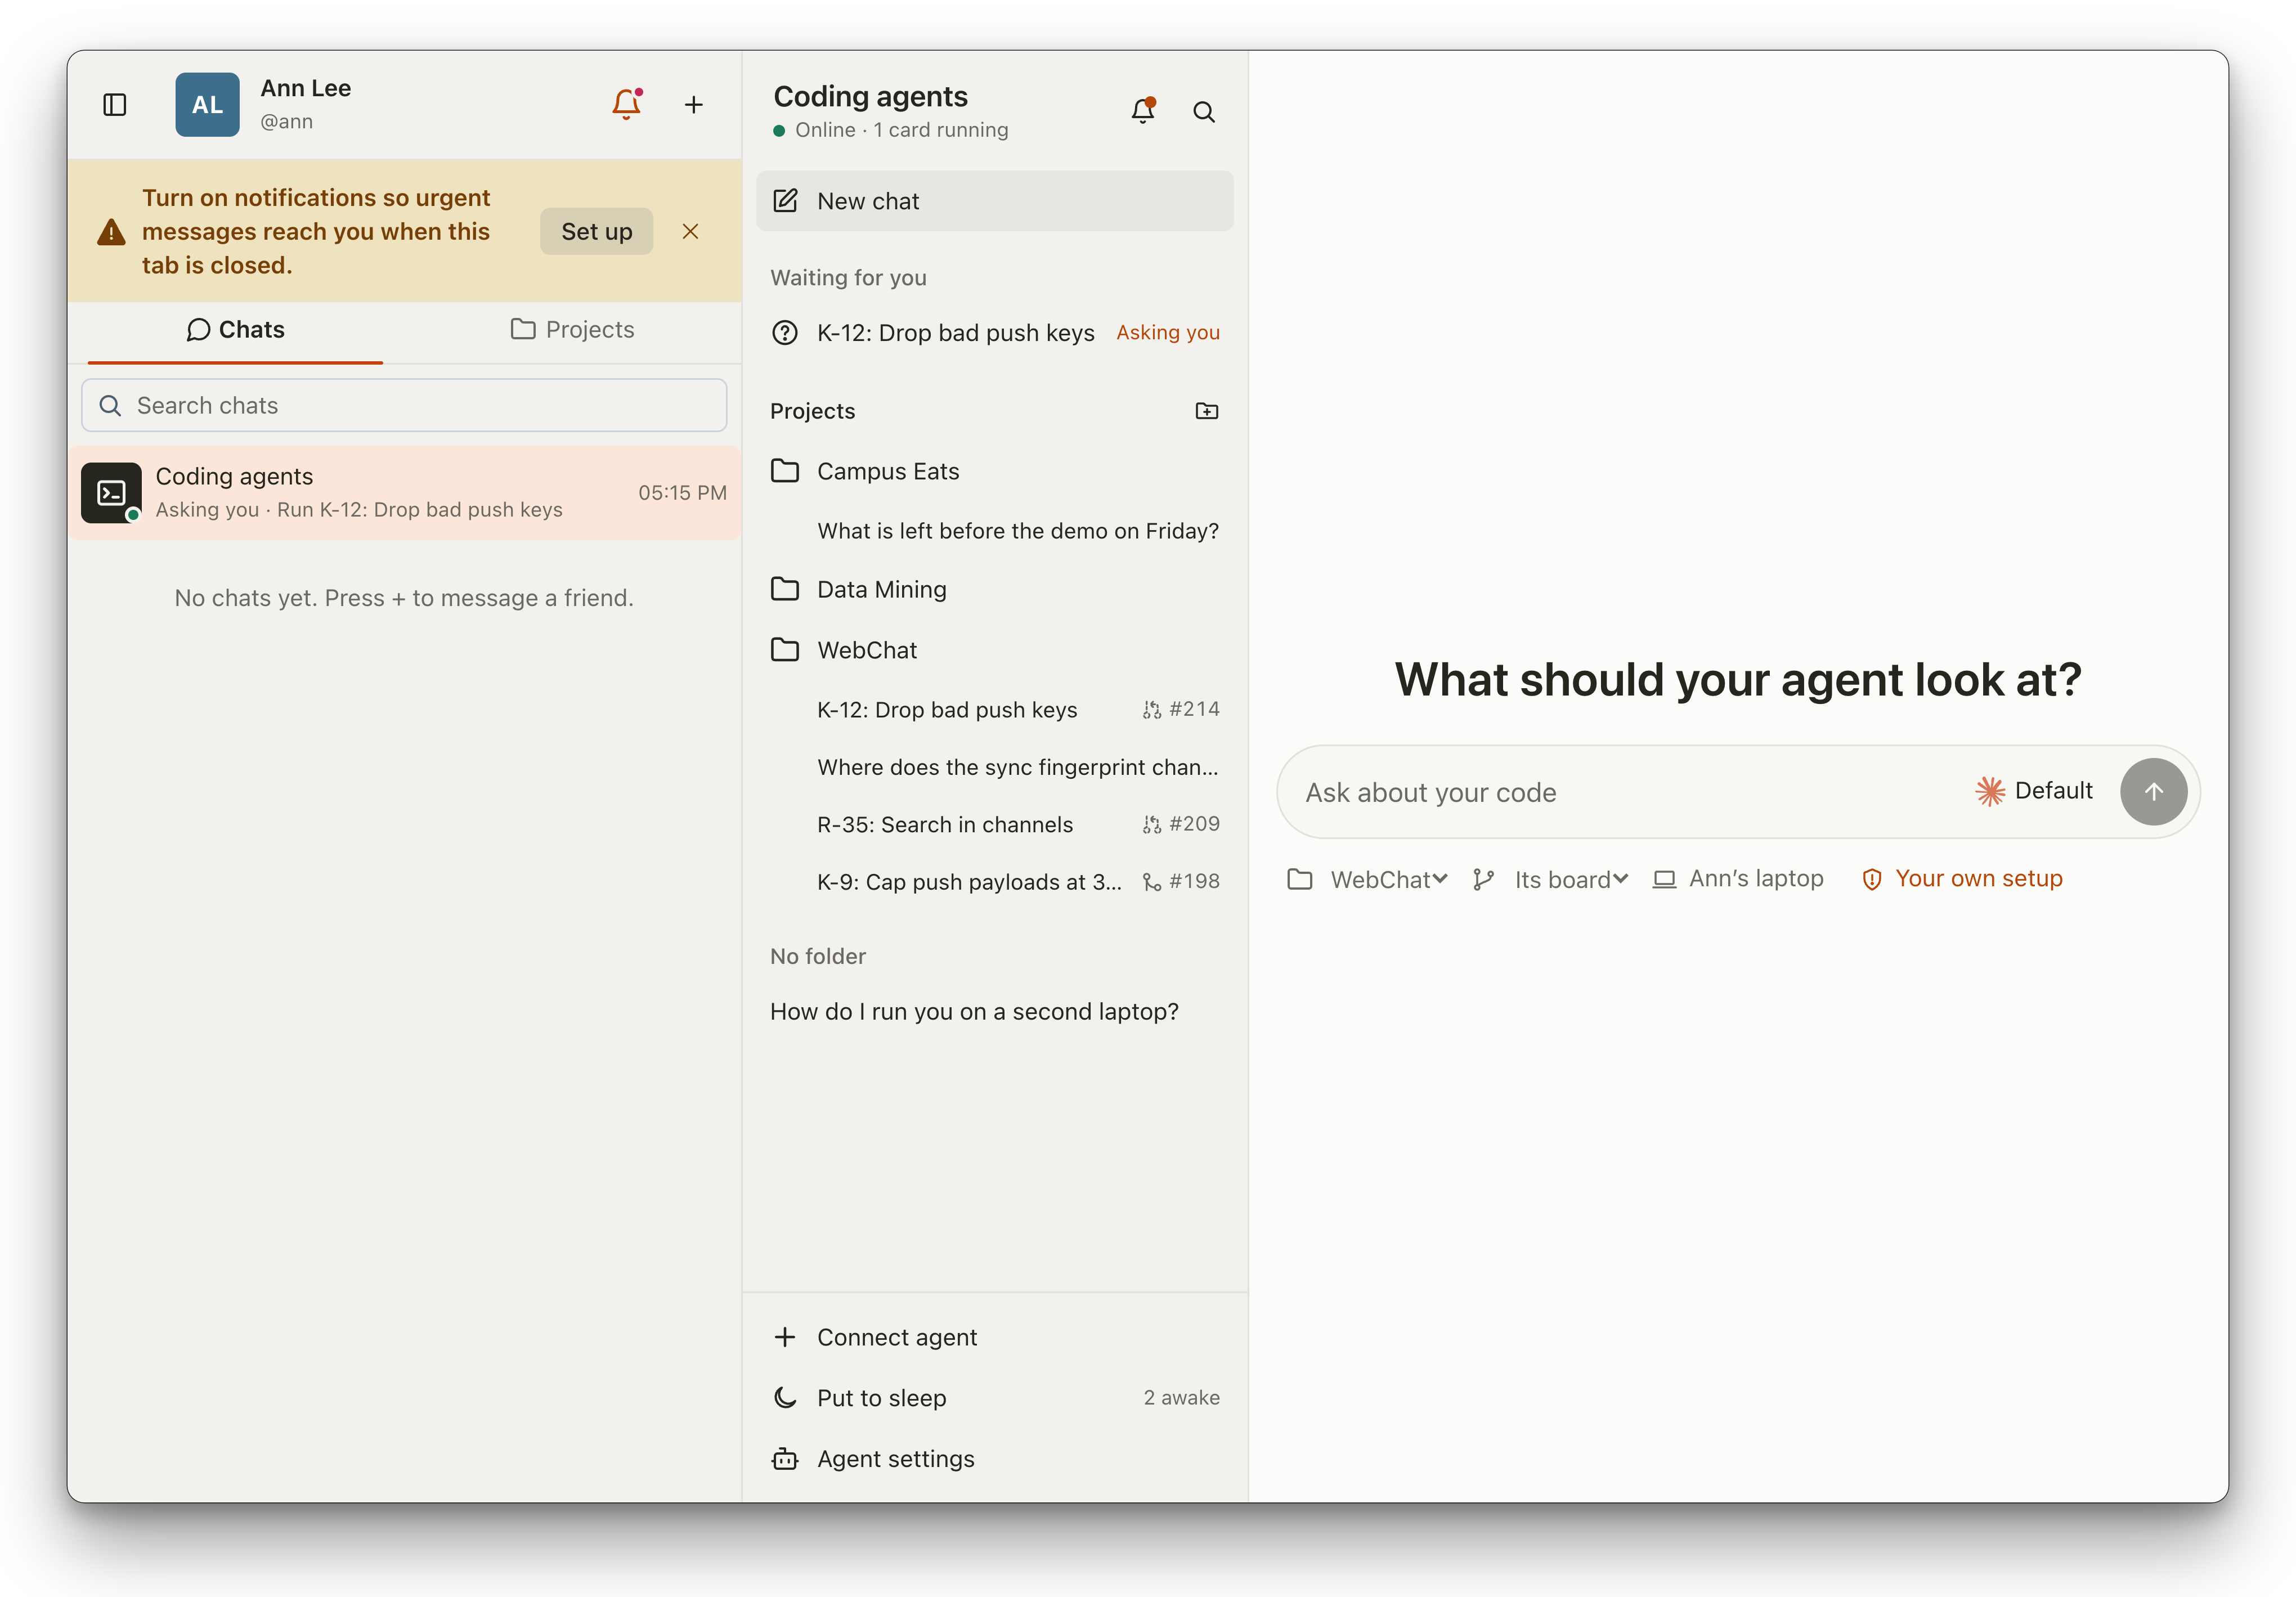 AL
Ann Lee
@ann
Turn on notifications so urgent
messages reach you when this
tab is closed.
Set up
Chats
Projects
Search chats
Coding agents
05:15 PM
Asking you · Run K-12: Drop bad push keys
No chats yet. Press + to message a friend.
Coding agents
Online · 1 card running
New chat
Waiting for you
K-12: Drop bad push keys Asking you
Projects
Campus Eats
What is left before the demo on Friday?
Data Mining
WebChat
K-12: Drop bad push keys #214
Where does the sync fingerprint chan...
R-35: Search in channels #209
K-9: Cap push payloads at 3... #198
No folder
How do I run you on a second laptop?
Connect agent
Put to sleep 2 awake
Agent settings
What should your agent look at?
Ask about your code Default
WebChat Its board Ann’s laptop Your own setup